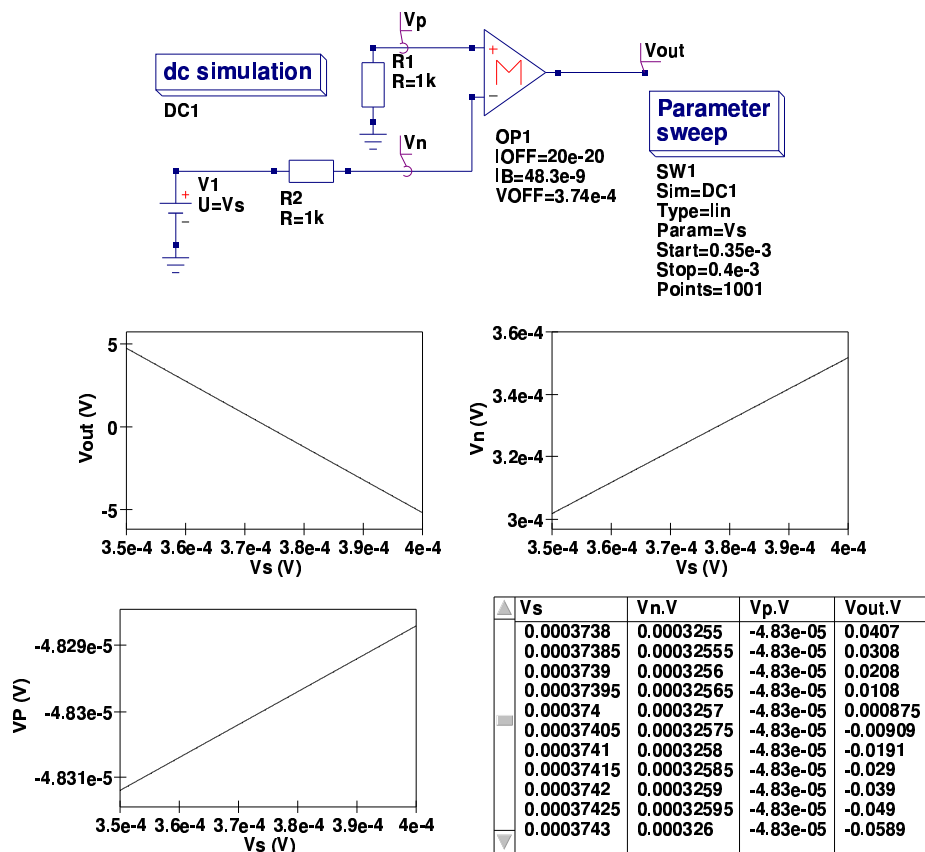 dc simulation
DC1
Vp
R1
R=1k
+
−
Vout
Vn
OP1
IOFF=20e-20
IB=48.3e-9
VOFF=3.74e-4
Parameter
sweep
SW1
Sim=DC1
Type=lin
Param=Vs
Start=0.35e-3
Stop=0.4e-3
Points=1001
V1
U=Vs
+
−
R2
R=1k
Vout (V)
5
0
-5
3.5e-4 3.6e-4 3.7e-4 3.8e-4 3.9e-4 4e-4
Vs (V)
Vn (V)
3.6e-4
3.4e-4
3.2e-4
3e-4
3.5e-4 3.6e-4 3.7e-4 3.8e-4 3.9e-4 4e-4
Vs (V)
VP (V)
-4.829e-5
-4.83e-5
-4.831e-5
3.5e-4 3.6e-4 3.7e-4 3.8e-4 3.9e-4 4e-4
Vs (V)
Vs Vn.V Vp.V Vout.V
0.0003738 0.0003255 -4.83e-05 0.0407
0.00037385 0.00032555 -4.83e-05 0.0308
0.0003739 0.0003256 -4.83e-05 0.0208
0.00037395 0.00032565 -4.83e-05 0.0108
0.000374 0.0003257 -4.83e-05 0.000875
0.00037405 0.00032575 -4.83e-05 -0.00909
0.0003741 0.0003258 -4.83e-05 -0.0191
0.00037415 0.00032585 -4.83e-05 -0.029
0.0003742 0.0003259 -4.83e-05 -0.039
0.00037425 0.00032595 -4.83e-05 -0.049
0.0003743 0.000326 -4.83e-05 -0.0589